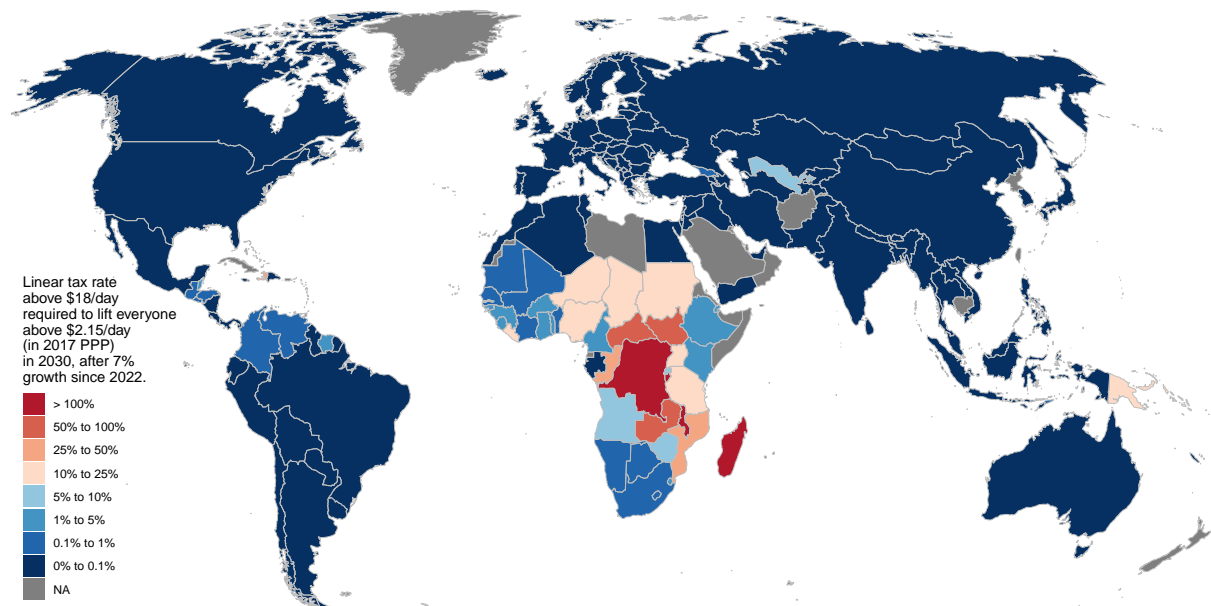 Linear tax rate
above $18/day
required to lift everyone
above $2.15/day
(in 2017 PPP)
in 2030, after 7%
growth since 2022.
> 100%
50% to 100%
25% to 50%
10% to 25%
5% to 10%
1% to 5%
0.1% to 1%
0% to 0.1%
NA